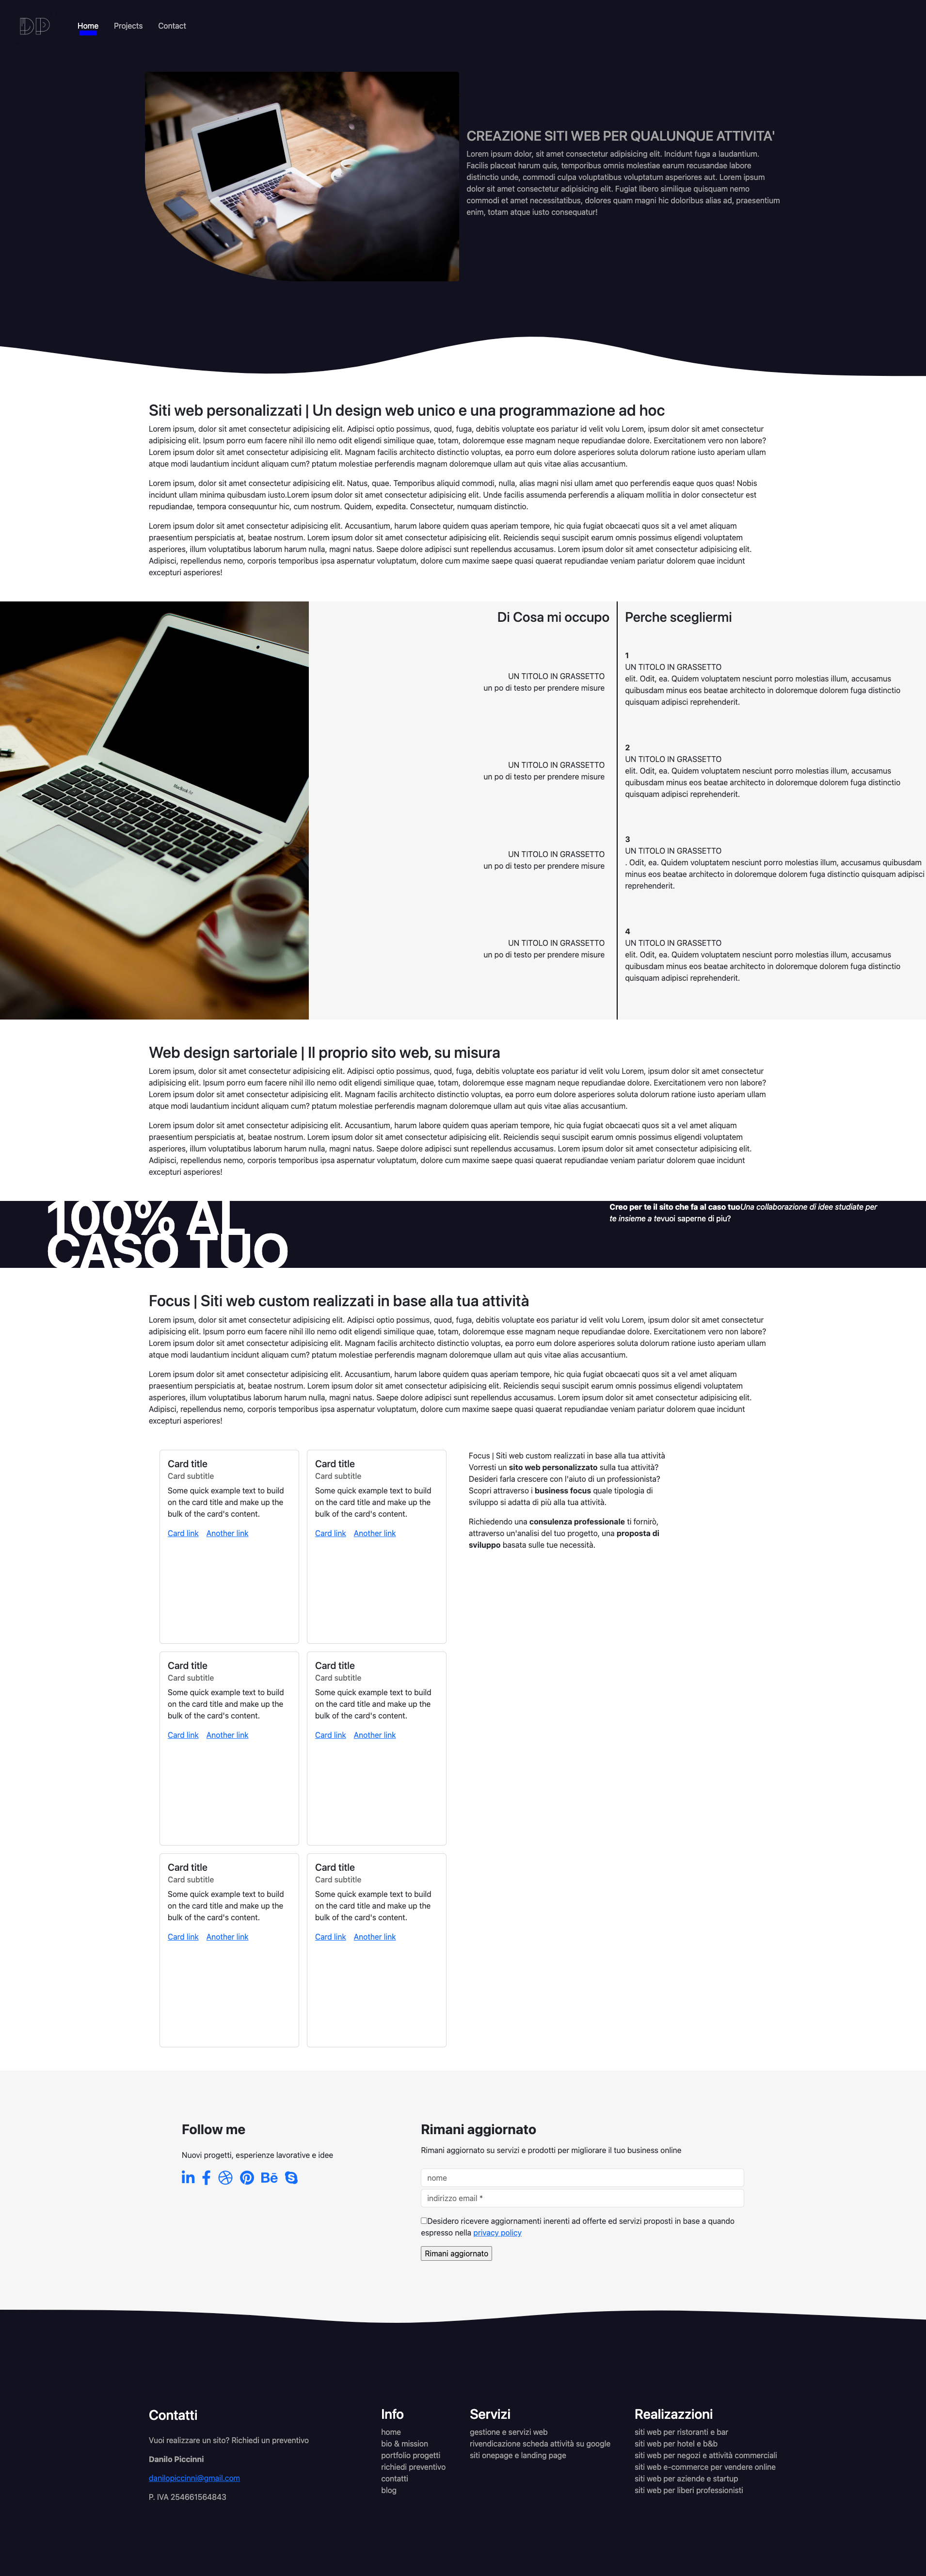 DP
Home Projects Contact
CREAZIONE SITI WEB PER QUALUNQUE ATTIVITA'
Lorem ipsum dolor, sit amet consectetur adipisicing elit. Incidunt fuga a laudantium.
Facilis placeat harum quis, temporibus omnis molestiae earum recusandae labore
distinctio unde, commodi culpa voluptatibus voluptatum asperiores aut. Lorem ipsum
dolor sit amet consectetur adipisicing elit. Fugiat libero similique quisquam nemo
commodi et amet necessitatibus, dolores quam magni hic doloribus alias ad, praesentium
enim, totam atque iusto consequatur!
Siti web personalizzati | Un design web unico e una programmazione ad hoc
Lorem ipsum, dolor sit amet consectetur adipisicing elit. Adipisci optio possimus, quod, fuga, debitis voluptate eos pariatur id velit volu Lorem, ipsum dolor sit amet consectetur
adipisicing elit. Ipsum porro eum facere nihil illo nemo odit eligendi similique quae, totam, doloremque esse magnam neque repudiandae dolore. Exercitationem vero non labore?
Lorem ipsum dolor sit amet consectetur adipisicing elit. Magnam facilis architecto distinctio voluptas, ea porro eum dolore asperiores soluta dolorum ratione iusto aperiam ullam
atque modi laudantium incidunt aliquam cum? ptatum molestiae perferendis magnam doloremque ullam aut quis vitae alias accusantium.
Lorem ipsum, dolor sit amet consectetur adipisicing elit. Natus, quae. Temporibus aliquid commodi, nulla, alias magni nisi ullam amet quo perferendis eaque quos quas! Nobis
incidunt ullam minima quibusdam iusto.Lorem ipsum dolor sit amet consectetur adipisicing elit. Unde facilis assumenda perferendis a aliquam mollitia in dolor consectetur est
repudiandae, tempora consequuntur hic, cum nostrum. Quidem, expedita. Consectetur, numquam distinctio.
Lorem ipsum dolor sit amet consectetur adipisicing elit. Accusantium, harum labore quidem quas aperiam tempore, hic quia fugiat obcaecati quos sit a vel amet aliquam
praesentium perspiciatis at, beatae nostrum. Lorem ipsum dolor sit amet consectetur adipisicing elit. Reiciendis sequi suscipit earum omnis possimus eligendi voluptatem
asperiores, illum voluptatibus laborum harum nulla, magni natus. Saepe dolore adipisci sunt repellendus accusamus. Lorem ipsum dolor sit amet consectetur adipisicing elit.
Adipisci, repellendus nemo, corporis temporibus ipsa aspernatur voluptatum, dolore cum maxime saepe quasi quaerat repudiandae veniam pariatur dolorem quae incidunt
excepturi asperiores!
MacBook Air
Di Cosa mi occupo
UN TITOLO IN GRASSETTO
un po di testo per prendere misure
UN TITOLO IN GRASSETTO
un po di testo per prendere misure
UN TITOLO IN GRASSETTO
un po di testo per prendere misure
UN TITOLO IN GRASSETTO
un po di testo per prendere misure
Perche scegliermi
1
UN TITOLO IN GRASSETTO
elit. Odit, ea. Quidem voluptatem nesciunt porro molestias illum, accusamus
quibusdam minus eos beatae architecto in doloremque dolorem fuga distinctio
quisquam adipisci reprehenderit.
2
UN TITOLO IN GRASSETTO
elit. Odit, ea. Quidem voluptatem nesciunt porro molestias illum, accusamus
quibusdam minus eos beatae architecto in doloremque dolorem fuga distinctio
quisquam adipisci reprehenderit.
3
UN TITOLO IN GRASSETTO
. Odit, ea. Quidem voluptatem nesciunt porro molestias illum, accusamus quibusdam
minus eos beatae architecto in doloremque dolorem fuga distinctio quisquam adipisci
reprehenderit.
4
UN TITOLO IN GRASSETTO
elit. Odit, ea. Quidem voluptatem nesciunt porro molestias illum, accusamus
quibusdam minus eos beatae architecto in doloremque dolorem fuga distinctio
quisquam adipisci reprehenderit.
Web design sartoriale | Il proprio sito web, su misura
Lorem ipsum, dolor sit amet consectetur adipisicing elit. Adipisci optio possimus, quod, fuga, debitis voluptate eos pariatur id velit volu Lorem, ipsum dolor sit amet consectetur
adipisicing elit. Ipsum porro eum facere nihil illo nemo odit eligendi similique quae, totam, doloremque esse magnam neque repudiandae dolore. Exercitationem vero non labore?
Lorem ipsum dolor sit amet consectetur adipisicing elit. Magnam facilis architecto distinctio voluptas, ea porro eum dolore asperiores soluta dolorum ratione iusto aperiam ullam
atque modi laudantium incidunt aliquam cum? ptatum molestiae perferendis magnam doloremque ullam aut quis vitae alias accusantium.
Lorem ipsum dolor sit amet consectetur adipisicing elit. Accusantium, harum labore quidem quas aperiam tempore, hic quia fugiat obcaecati quos sit a vel amet aliquam
praesentium perspiciatis at, beatae nostrum. Lorem ipsum dolor sit amet consectetur adipisicing elit. Reiciendis sequi suscipit earum omnis possimus eligendi voluptatem
asperiores, illum voluptatibus laborum harum nulla, magni natus. Saepe dolore adipisci sunt repellendus accusamus. Lorem ipsum dolor sit amet consectetur adipisicing elit.
Adipisci, repellendus nemo, corporis temporibus ipsa aspernatur voluptatum, dolore cum maxime saepe quasi quaerat repudiandae veniam pariatur dolorem quae incidunt
excepturi asperiores!
100% AL
CASO TUO
Creo per te il sito che fa al caso tuoUna collaborazione di idee studiate per
te insieme a tevuoi saperne di piu?
Focus | Siti web custom realizzati in base alla tua attività
Lorem ipsum, dolor sit amet consectetur adipisicing elit. Adipisci optio possimus, quod, fuga, debitis voluptate eos pariatur id velit volu Lorem, ipsum dolor sit amet consectetur
adipisicing elit. Ipsum porro eum facere nihil illo nemo odit eligendi similique quae, totam, doloremque esse magnam neque repudiandae dolore. Exercitationem vero non labore?
Lorem ipsum dolor sit amet consectetur adipisicing elit. Magnam facilis architecto distinctio voluptas, ea porro eum dolore asperiores soluta dolorum ratione iusto aperiam ullam
atque modi laudantium incidunt aliquam cum? ptatum molestiae perferendis magnam doloremque ullam aut quis vitae alias accusantium.
Lorem ipsum dolor sit amet consectetur adipisicing elit. Accusantium, harum labore quidem quas aperiam tempore, hic quia fugiat obcaecati quos sit a vel amet aliquam
praesentium perspiciatis at, beatae nostrum. Lorem ipsum dolor sit amet consectetur adipisicing elit. Reiciendis sequi suscipit earum omnis possimus eligendi voluptatem
asperiores, illum voluptatibus laborum harum nulla, magni natus. Saepe dolore adipisci sunt repellendus accusamus. Lorem ipsum dolor sit amet consectetur adipisicing elit.
Adipisci, repellendus nemo, corporis temporibus ipsa aspernatur voluptatum, dolore cum maxime saepe quasi quaerat repudiandae veniam pariatur dolorem quae incidunt
excepturi asperiores!
Card title
Card subtitle
Some quick example text to build
on the card title and make up the
bulk of the card's content.
Card link Another link
Card title
Card subtitle
Some quick example text to build
on the card title and make up the
bulk of the card's content.
Card link Another link
Card title
Card subtitle
Some quick example text to build
on the card title and make up the
bulk of the card's content.
Card link Another link
Card title
Card subtitle
Some quick example text to build
on the card title and make up the
bulk of the card's content.
Card link Another link
Card title
Card subtitle
Some quick example text to build
on the card title and make up the
bulk of the card's content.
Card link Another link
Card title
Card subtitle
Some quick example text to build
on the card title and make up the
bulk of the card's content.
Card link Another link
Focus | Siti web custom realizzati in base alla tua attività
Vorresti un sito web personalizzato sulla tua attività?
Desideri farla crescere con l'aiuto di un professionista?
Scopri attraverso i business focus quale tipologia di
sviluppo si adatta di più alla tua attività.
Richiedendo una consulenza professionale ti fornirò,
attraverso un'analisi del tuo progetto, una proposta di
sviluppo basata sulle tue necessità.
Follow me
Nuovi progetti, esperienze lavorative e idee
Rimani aggiornato
Rimani aggiornato su servizi e prodotti per migliorare il tuo business online
nome
indirizzo email *
Desidero ricevere aggiornamenti inerenti ad offerte ed servizi proposti in base a quando
espresso nella privacy policy
Rimani aggiornato
Contatti
Vuoi realizzare un sito? Richiedi un preventivo
Danilo Piccinni
danilopiccinni@gmail.com
P. IVA 254661564843
Info
home
bio & mission
portfolio progetti
richiedi preventivo
contatti
blog
Servizi
gestione e servizi web
rivendicazione scheda attività su google
siti onepage e landing page
Realizazzioni
siti web per ristoranti e bar
siti web per hotel e b&b
siti web per negozi e attività commerciali
siti web e-commerce per vendere online
siti web per aziende e startup
siti web per liberi professionisti